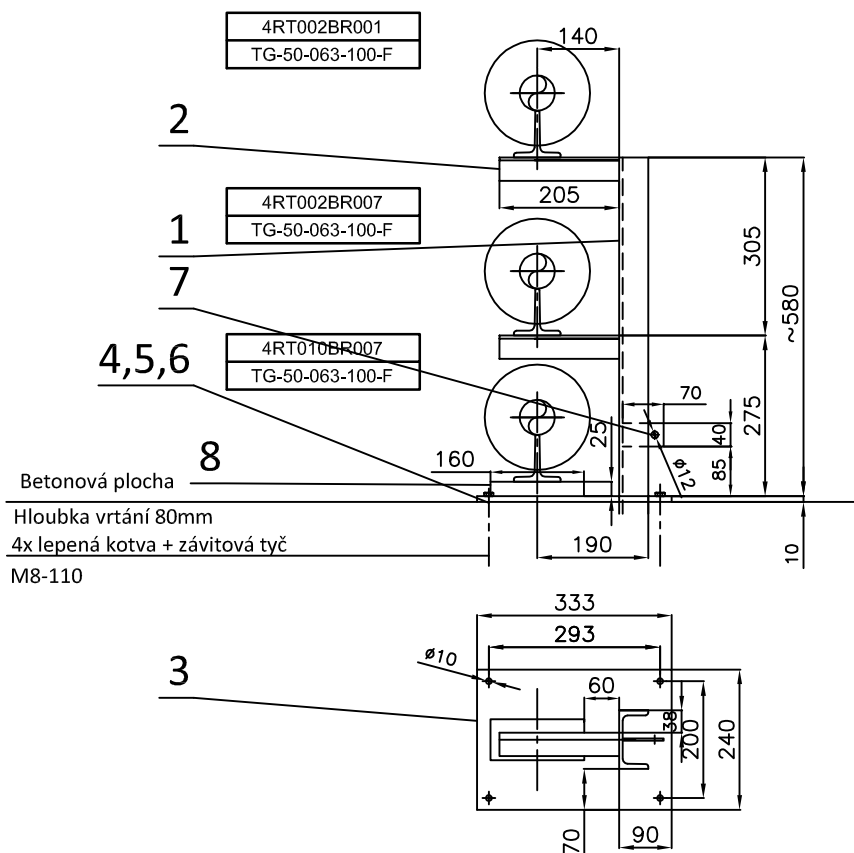 4RT002BR001
TG-50-063-100-F
140
2
205
4RT002BR007
TG-50-063-100-F
1
305
~580
7
4RT010BR007
TG-50-063-100-F
4,5,6
70
275
40
25
85
ø12
160
8
Betonová plocha
Hloubka vrtání 80mm
4x lepená kotva + závitová tyč
M8-110
190
10
333
293
ø10
3
60
38
200
240
70
90